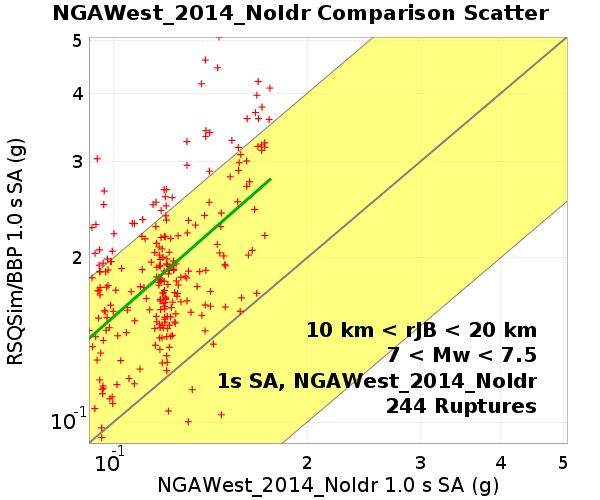 NGAWest_2014_NoIdr Comparison Scatter
RSQSim/BBP 1.0 s SA (g)
5
4
3
2
10⁻¹
10 km < rJB < 20 km
7 < Mw < 7.5
1s SA, NGAWest_2014_NoIdr
244 Ruptures
10⁻¹ 2 3 4 5
NGAWest_2014_NoIdr 1.0 s SA (g)